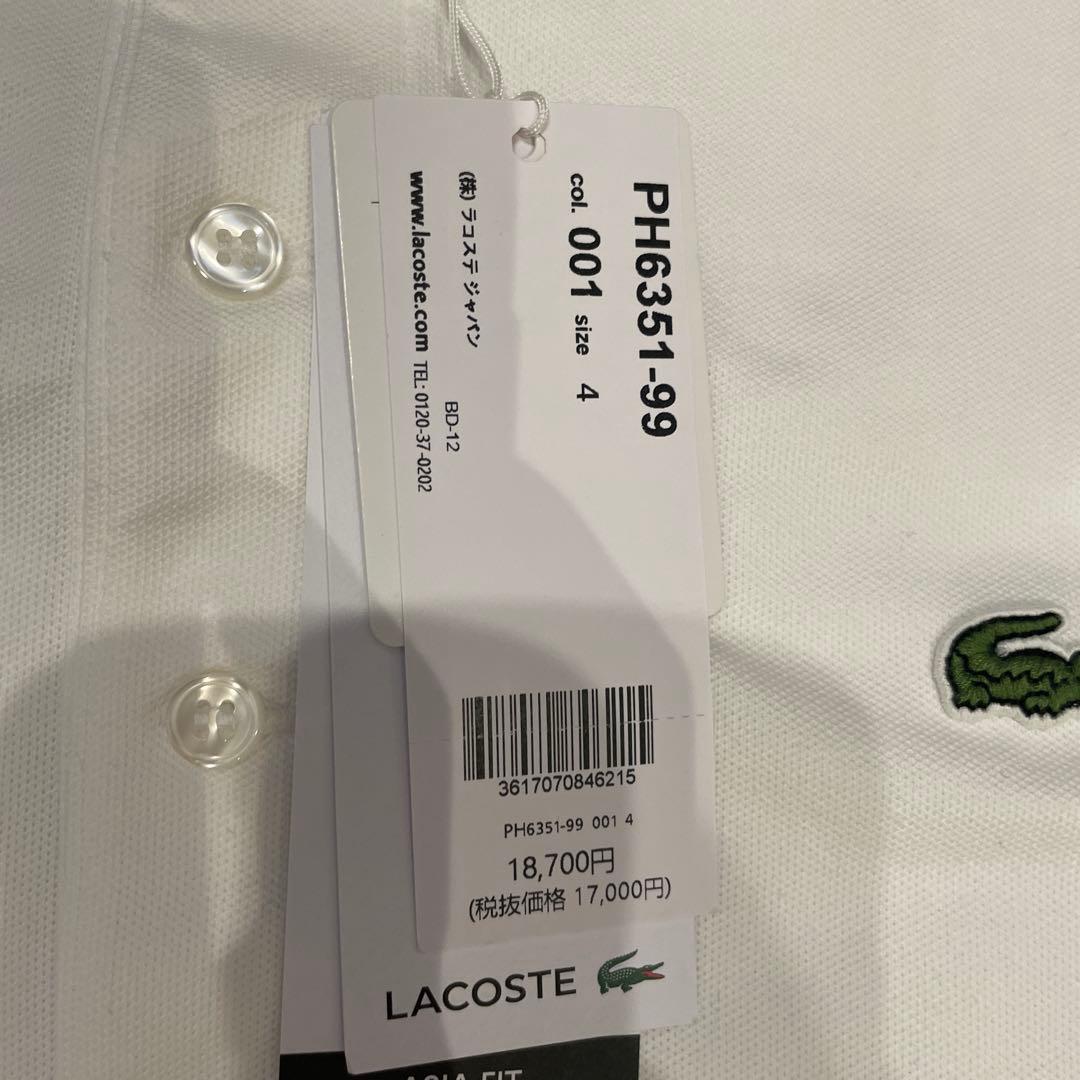 PH6351-99
col. 001 size 4
(株) ラコステ ジャパン
BD-12
www.lacoste.com TEL: 0120-37-0202
3617070846215
PH6351-99 001 4
18,700円
(税抜価格 17,000円)
LACOSTE
ASIA FIT